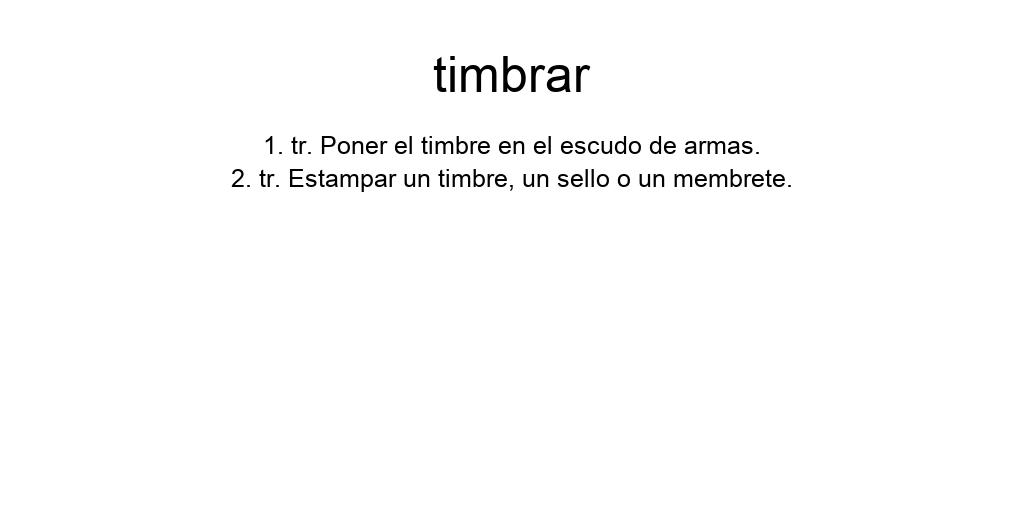 timbrar
1. tr. Poner el timbre en el escudo de armas.
2. tr. Estampar un timbre, un sello o un membrete.